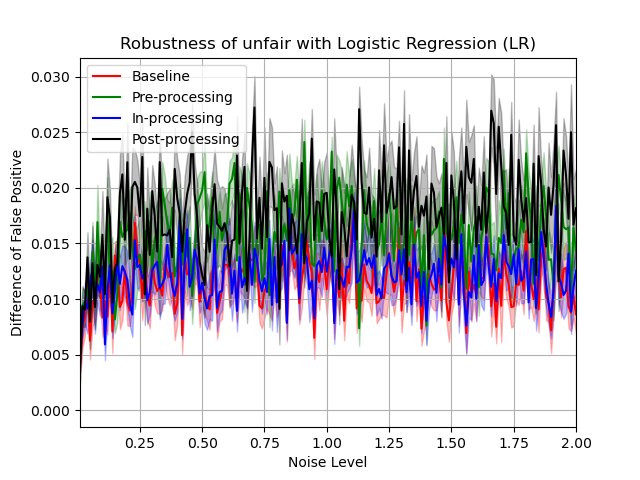 Robustness of unfair with Logistic Regression (LR)
Baseline
Pre-processing
In-processing
Post-processing
Difference of False Positive
0.030
0.025
0.020
0.015
0.010
0.005
0.000
0.25 0.50 0.75 1.00 1.25 1.50 1.75 2.00
Noise Level